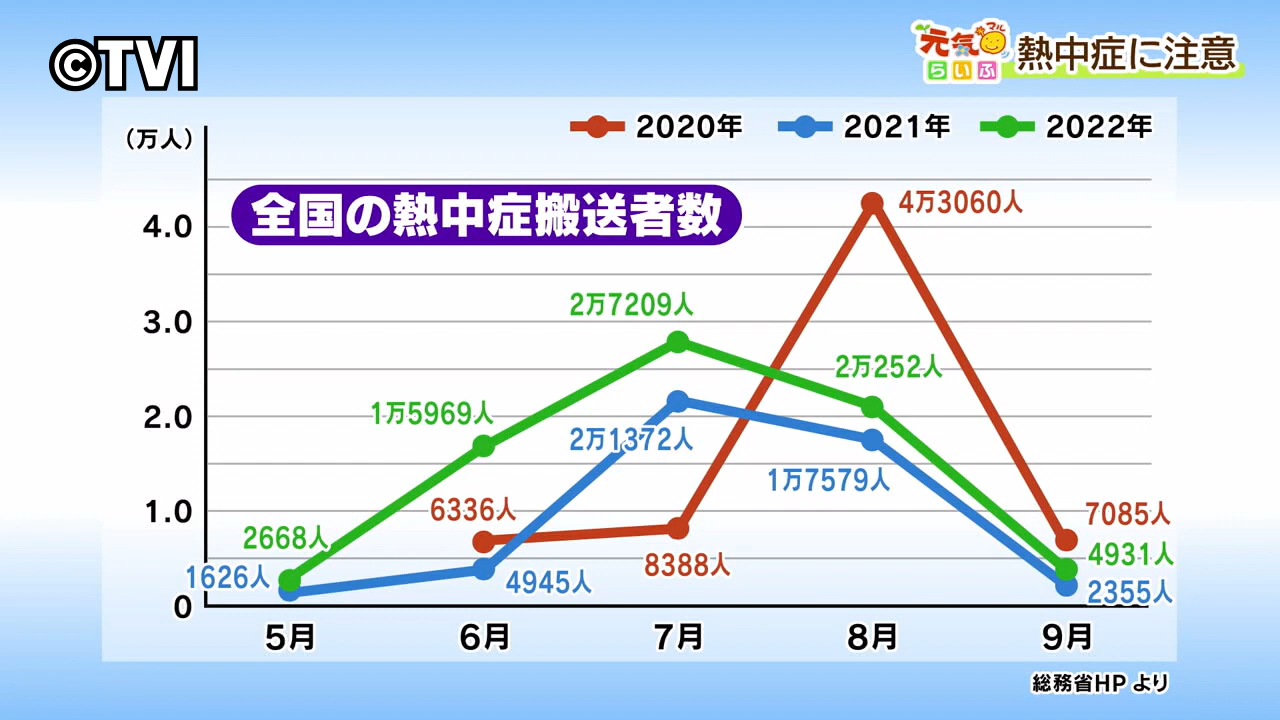 ©TVI
元気マル
らいふ
熱中症に注意
(万人)
2020年 2021年 2022年
全国の熱中症搬送者数
4.0
3.0
2.0
1.0
0
4万3060人
2万7209人
2万252人
1万5969人
2万1372人
1万7579人
6336人
7085人
2668人
4931人
8388人
1626人
4945人
2355人
5月 6月 7月 8月 9月
総務省HPより